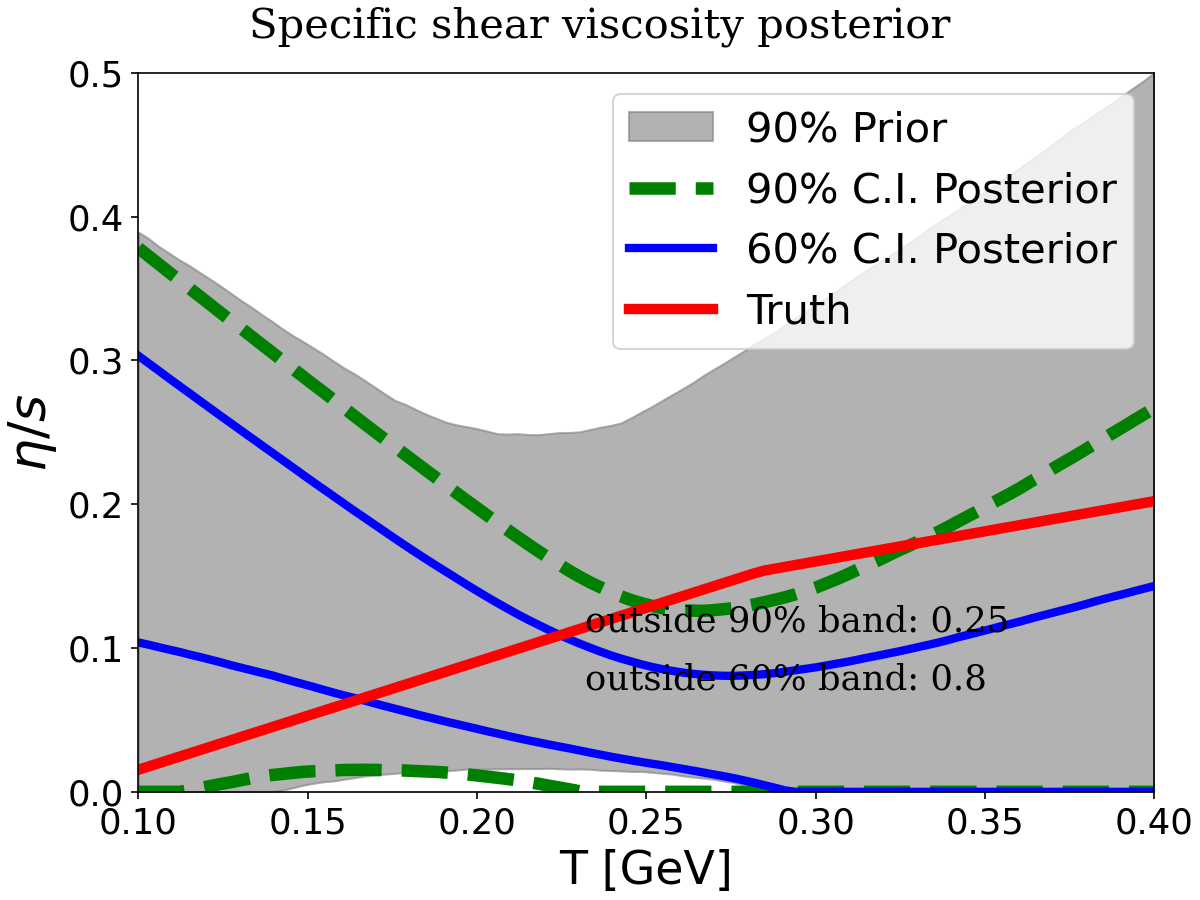 Specific shear viscosity posterior
0.5
0.4
0.3
0.2
0.1
0.0
η/s
90% Prior
90% C.I. Posterior
60% C.I. Posterior
Truth
outside 90% band: 0.25
outside 60% band: 0.8
0.10 0.15 0.20 0.25 0.30 0.35 0.40
T [GeV]